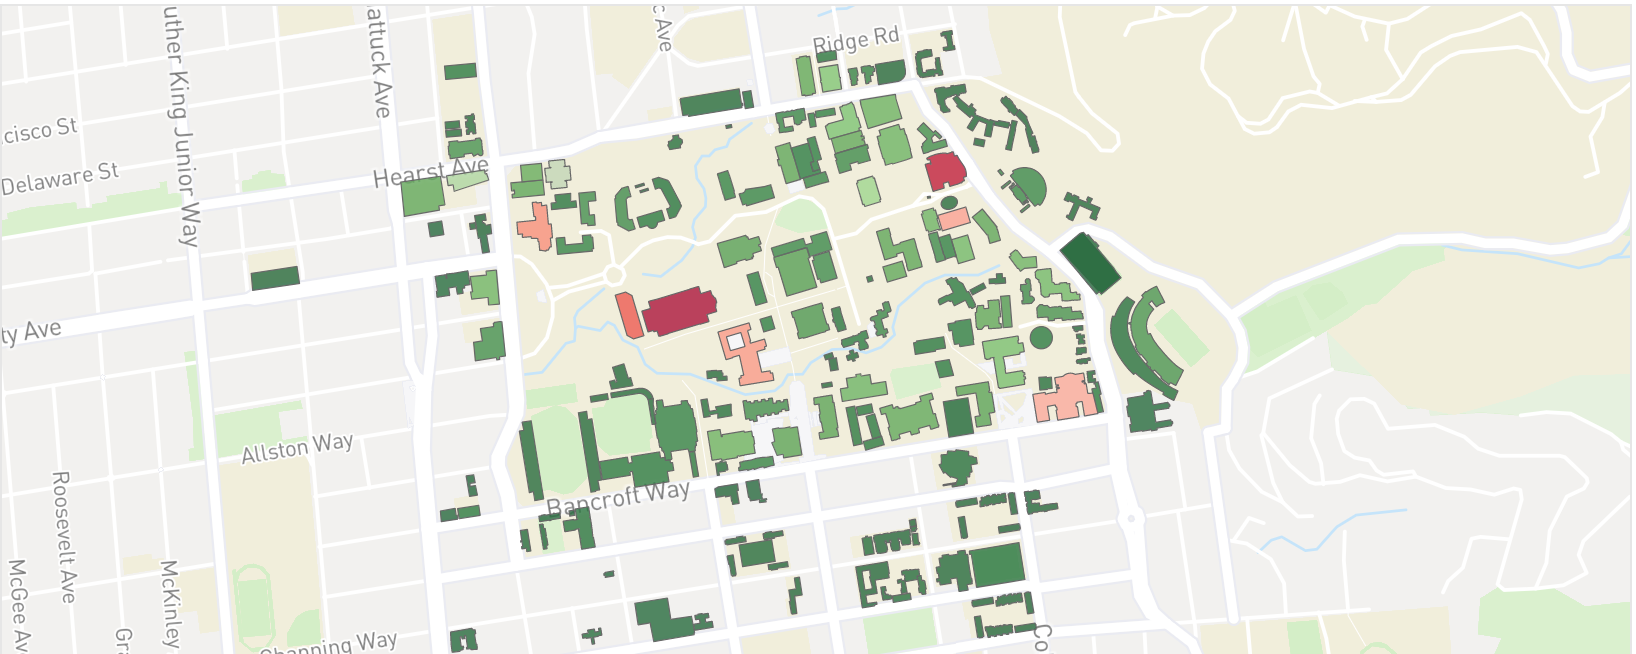 uther King Junior Way
attuck Ave
c Ave
Ridge Rd
cisco St
Delaware St
Hearst Ave
ty Ave
Allston Way
Bancroft Way
Roosevelt Ave
McGee Av
McKinley
Gra
Channing Way
Co